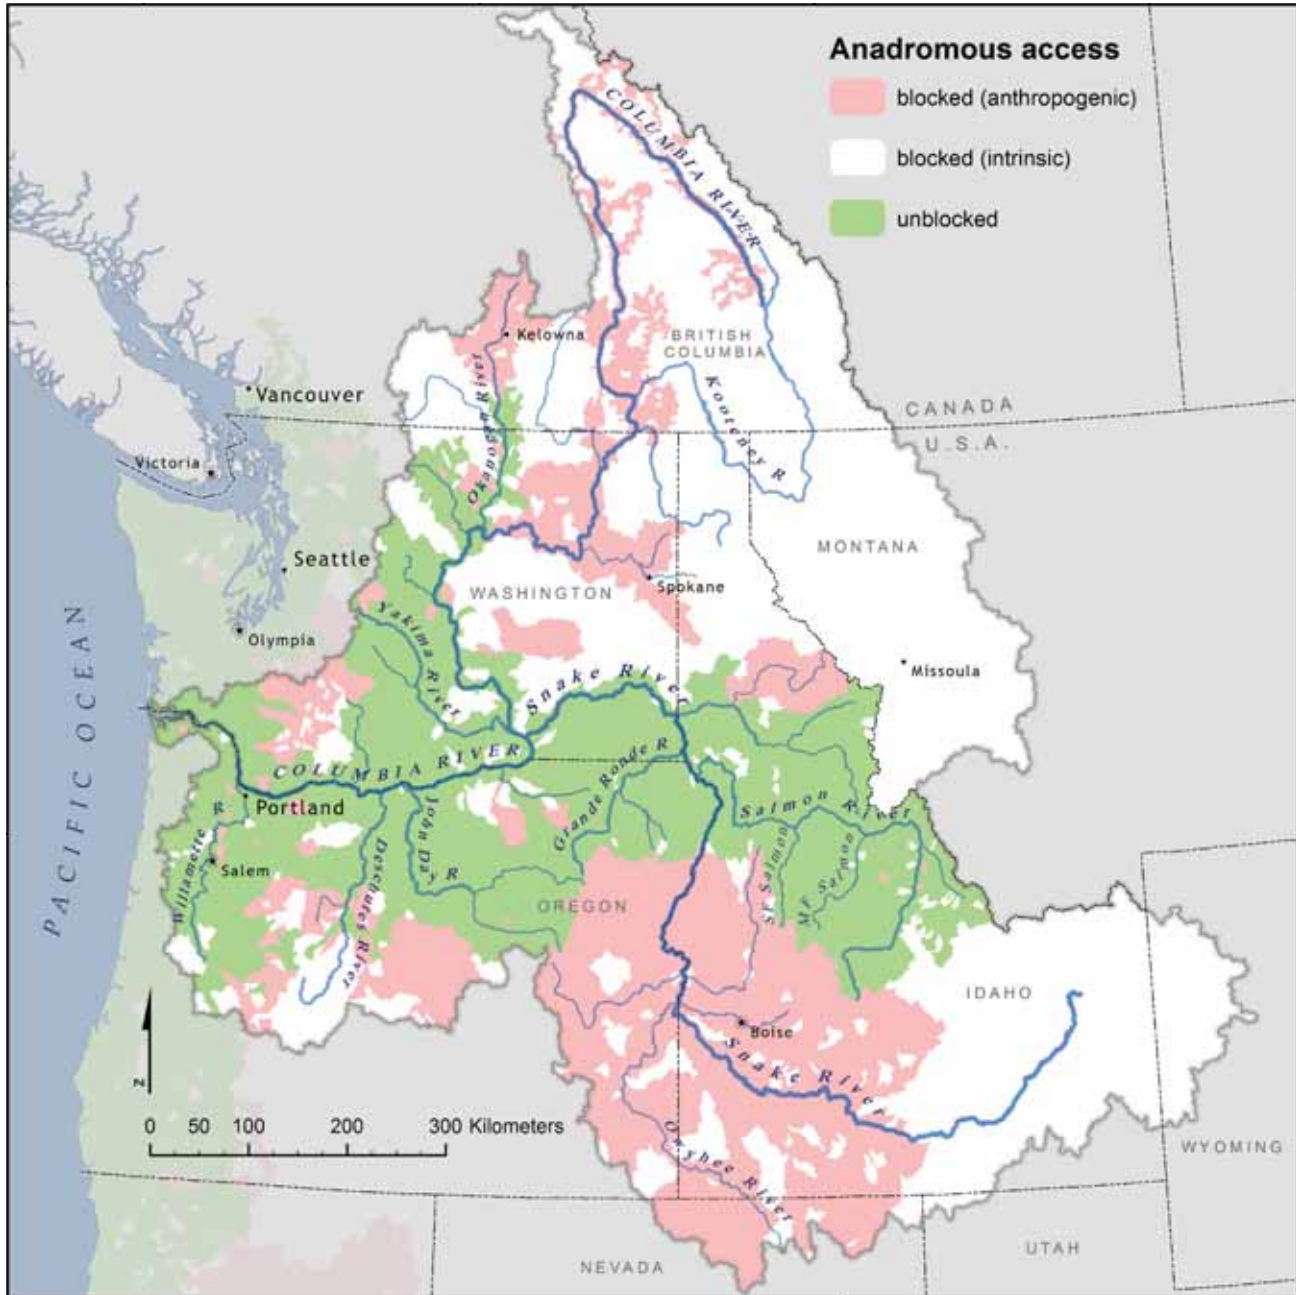 Anadromous access
blocked (anthropogenic)
blocked (intrinsic)
unblocked
COLUMBIA RIVER
Kelowna
BRITISH
COLUMBIA
Okanogan River
Kooteney R
Vancouver
CANADA
U.S.A.
Victoria
Seattle
MONTANA
WASHINGTON
Spokane
Olympia
Yakima River
Missoula
Snake River
PACIFIC OCEAN
COLUMBIA RIVER
Grande Ronde R
Portland
Salmon River
Willamette R
John Day R
Salem
Deschutes River
SF Salmon
MF Salmon
OREGON
IDAHO
Boise
Snake River
N
0 50 100 200 300 Kilometers
Owyhee River
WYOMING
UTAH
NEVADA